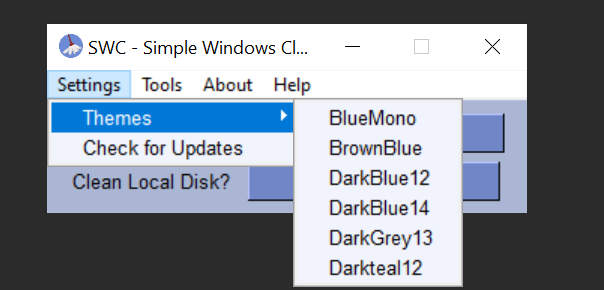 SWC - Simple Windows Cl...
Settings Tools About Help
Themes
Check for Updates
BlueMono
BrownBlue
DarkBlue12
DarkBlue14
DarkGrey13
Darkteal12
Clean Local Disk?